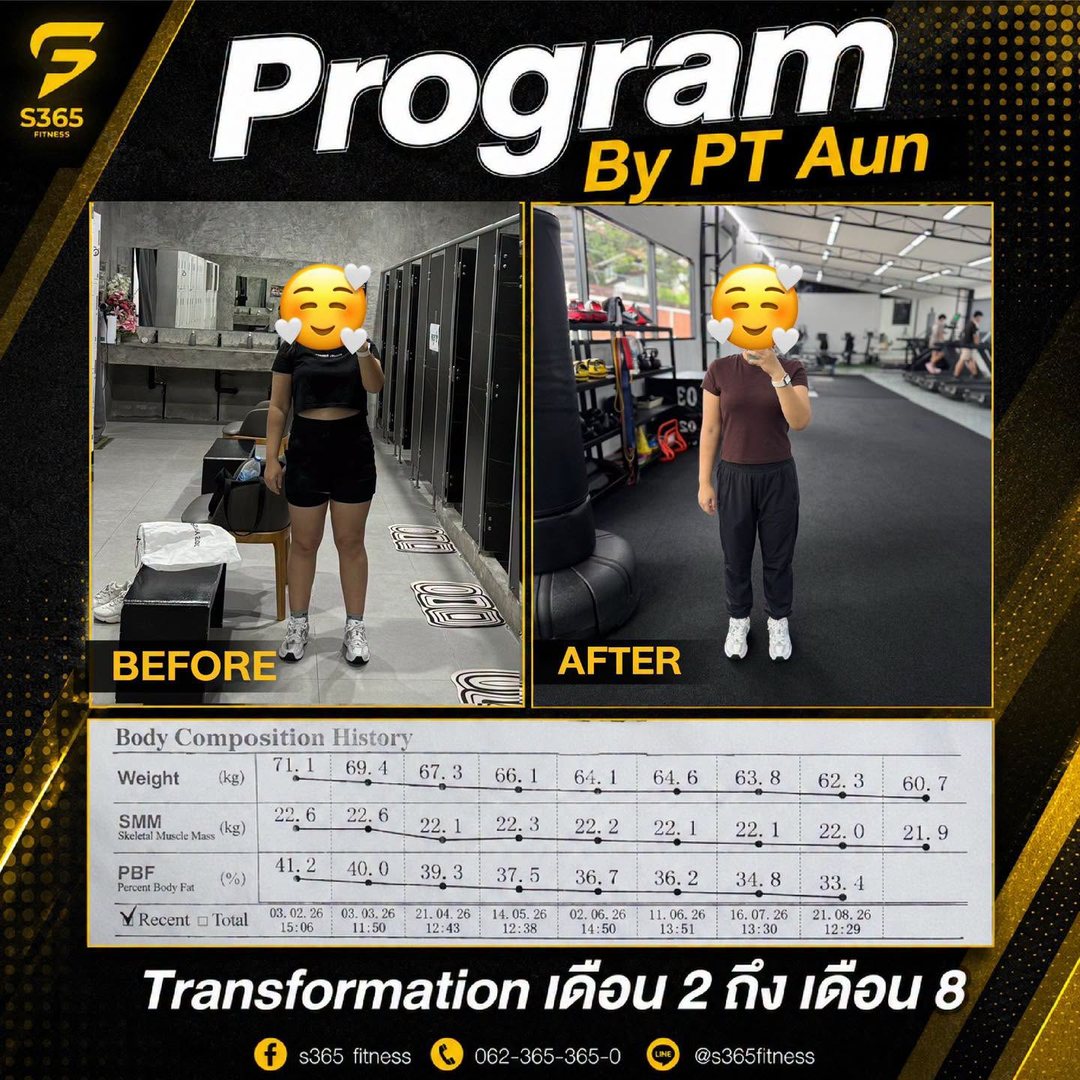 S365
FITNESS
Program
By PT Aun
03
02
BEFORE
AFTER
Body Composition History
Weight (kg) 71.1 69.4 67.3 66.1 64.1 64.6 63.8 62.3 60.7
SMM (kg) 22.6 22.6 22.1 22.3 22.2 22.1 22.1 22.0 21.9
Skeletal Muscle Mass
PBF (%) 41.2 40.0 39.3 37.5 36.7 36.2 34.8 33.4
Percent Body Fat
Recent Total 03.02.26 03.03.26 21.04.26 14.05.26 02.06.26 11.06.26 16.07.26 21.08.26
15:06 11:50 12:43 12:38 14:50 13:51 13:30 12:29
Transformation เดือน 2 ถึง เดือน 8
s365 fitness 062-365-365-0 LINE @s365fitness